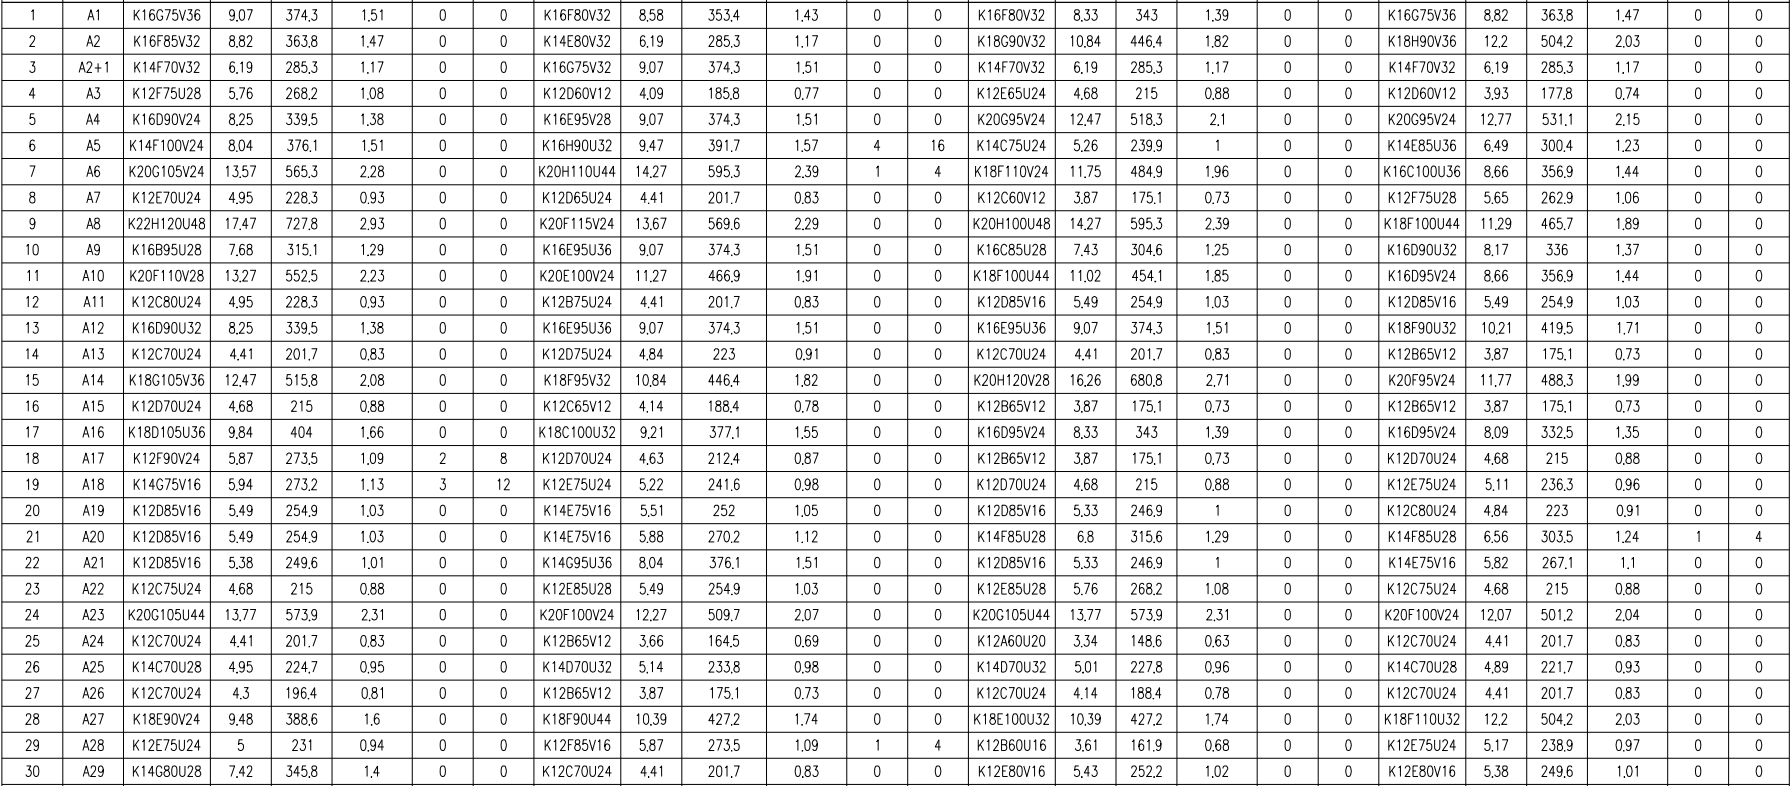 1 A1 K16G75V36 9,07 374,3 1,51 0 0 K16F80V32 8,58 353,4 1,43 0 0 K16F80V32 8,33 343 1,39 0 0 K16G75V36 8,82 363,8 1,47 0 0
2 A2 K16F85V32 8,82 363,8 1,47 0 0 K14E80V32 6,19 285,3 1,17 0 0 K18G90V32 10,84 446,4 1,82 0 0 K18H90V36 12,2 504,2 2,03 0 0
3 A2+1 K14F70V32 6,19 285,3 1,17 0 0 K16G75V32 9,07 374,3 1,51 0 0 K14F70V32 6,19 285,3 1,17 0 0 K14F70V32 6,19 285,3 1,17 0 0
4 A3 K12F75U28 5,76 268,2 1,08 0 0 K12D60V12 4,09 185,8 0,77 0 0 K12E65U24 4,68 215 0,88 0 0 K12D60V12 3,93 177,8 0,74 0 0
5 A4 K16D90V24 8,25 339,5 1,38 0 0 K16E95V28 9,07 374,3 1,51 0 0 K20G95V24 12,47 518,3 2,1 0 0 K20G95V24 12,77 531,1 2,15 0 0
6 A5 K14F100V24 8,04 376,1 1,51 0 0 K16H90U32 9,47 391,7 1,57 4 16 K14C75U24 5,26 239,9 1 0 0 K14E85U36 6,49 300,4 1,23 0 0
7 A6 K20G105V24 13,57 565,3 2,28 0 0 K20H110U44 14,27 595,3 2,39 1 4 K18F110V24 11,75 484,9 1,96 0 0 K16C100U36 8,66 356,9 1,44 0 0
8 A7 K12E70U24 4,95 228,3 0,93 0 0 K12D65U24 4,41 201,7 0,83 0 0 K12C60V12 3,87 175,1 0,73 0 0 K12F75U28 5,65 262,9 1,06 0 0
9 A8 K22H120U48 17,47 727,8 2,93 0 0 K20F115V24 13,67 569,6 2,29 0 0 K20H100U48 14,27 595,3 2,39 0 0 K18F100U44 11,29 465,7 1,89 0 0
10 A9 K16B95U28 7,68 315,1 1,29 0 0 K16E95U36 9,07 374,3 1,51 0 0 K16C85U28 7,43 304,6 1,25 0 0 K16D90U32 8,17 336 1,37 0 0
11 A10 K20F110V28 13,27 552,5 2,23 0 0 K20E100V24 11,27 466,9 1,91 0 0 K18F100U44 11,02 454,1 1,85 0 0 K16D95V24 8,66 356,9 1,44 0 0
12 A11 K12C80U24 4,95 228,3 0,93 0 0 K12B75U24 4,41 201,7 0,83 0 0 K12D85V16 5,49 254,9 1,03 0 0 K12D85V16 5,49 254,9 1,03 0 0
13 A12 K16D90U32 8,25 339,5 1,38 0 0 K16E95U36 9,07 374,3 1,51 0 0 K16E95U36 9,07 374,3 1,51 0 0 K18F90U32 10,21 419,5 1,71 0 0
14 A13 K12C70U24 4,41 201,7 0,83 0 0 K12D75U24 4,84 223 0,91 0 0 K12C70U24 4,41 201,7 0,83 0 0 K12B65V12 3,87 175,1 0,73 0 0
15 A14 K18G105V36 12,47 515,8 2,08 0 0 K18F95V32 10,84 446,4 1,82 0 0 K20H120V28 16,26 680,8 2,71 0 0 K20F95V24 11,77 488,3 1,99 0 0
16 A15 K12D70U24 4,68 215 0,88 0 0 K12C65V12 4,14 188,4 0,78 0 0 K12B65V12 3,87 175,1 0,73 0 0 K12B65V12 3,87 175,1 0,73 0 0
17 A16 K18D105U36 9,84 404 1,66 0 0 K18C100U32 9,21 377,1 1,55 0 0 K16D95V24 8,33 343 1,39 0 0 K16D95V24 8,09 332,5 1,35 0 0
18 A17 K12F90V24 5,87 273,5 1,09 2 8 K12D70U24 4,63 212,4 0,87 0 0 K12B65V12 3,87 175,1 0,73 0 0 K12D70U24 4,68 215 0,88 0 0
19 A18 K14G75V16 5,94 273,2 1,13 3 12 K12E75U24 5,22 241,6 0,98 0 0 K12D70U24 4,68 215 0,88 0 0 K12E75U24 5,11 236,3 0,96 0 0
20 A19 K12D85V16 5,49 254,9 1,03 0 0 K14E75V16 5,51 252 1,05 0 0 K12D85V16 5,33 246,9 1 0 0 K12C80U24 4,84 223 0,91 0 0
21 A20 K12D85V16 5,49 254,9 1,03 0 0 K14E75V16 5,88 270,2 1,12 0 0 K14F85U28 6,8 315,6 1,29 0 0 K14F85U28 6,56 303,5 1,24 1 4
22 A21 K12D85V16 5,38 249,6 1,01 0 0 K14G95U36 8,04 376,1 1,51 0 0 K12D85V16 5,33 246,9 1 0 0 K14E75V16 5,82 267,1 1,1 0 0
23 A22 K12C75U24 4,68 215 0,88 0 0 K12E85U28 5,49 254,9 1,03 0 0 K12E85U28 5,76 268,2 1,08 0 0 K12C75U24 4,68 215 0,88 0 0
24 A23 K20G105U44 13,77 573,9 2,31 0 0 K20F100V24 12,27 509,7 2,07 0 0 K20G105U44 13,77 573,9 2,31 0 0 K20F100V24 12,07 501,2 2,04 0 0
25 A24 K12C70U24 4,41 201,7 0,83 0 0 K12B65V12 3,66 164,5 0,69 0 0 K12A60U20 3,34 148,6 0,63 0 0 K12C70U24 4,41 201,7 0,83 0 0
26 A25 K14C70U28 4,95 224,7 0,95 0 0 K14D70U32 5,14 233,8 0,98 0 0 K14D70U32 5,01 227,8 0,96 0 0 K14C70U28 4,89 221,7 0,93 0 0
27 A26 K12C70U24 4,3 196,4 0,81 0 0 K12B65V12 3,87 175,1 0,73 0 0 K12C70U24 4,14 188,4 0,78 0 0 K12C70U24 4,41 201,7 0,83 0 0
28 A27 K18E90V24 9,48 388,6 1,6 0 0 K18F90U44 10,39 427,2 1,74 0 0 K18E100U32 10,39 427,2 1,74 0 0 K18F110U32 12,2 504,2 2,03 0 0
29 A28 K12E75U24 5 231 0,94 0 0 K12F85V16 5,87 273,5 1,09 1 4 K12B60U16 3,61 161,9 0,68 0 0 K12E75U24 5,17 238,9 0,97 0 0
30 A29 K14G80U28 7,42 345,8 1,4 0 0 K12C70U24 4,41 201,7 0,83 0 0 K12E80V16 5,43 252,2 1,02 0 0 K12E80V16 5,38 249,6 1,01 0 0